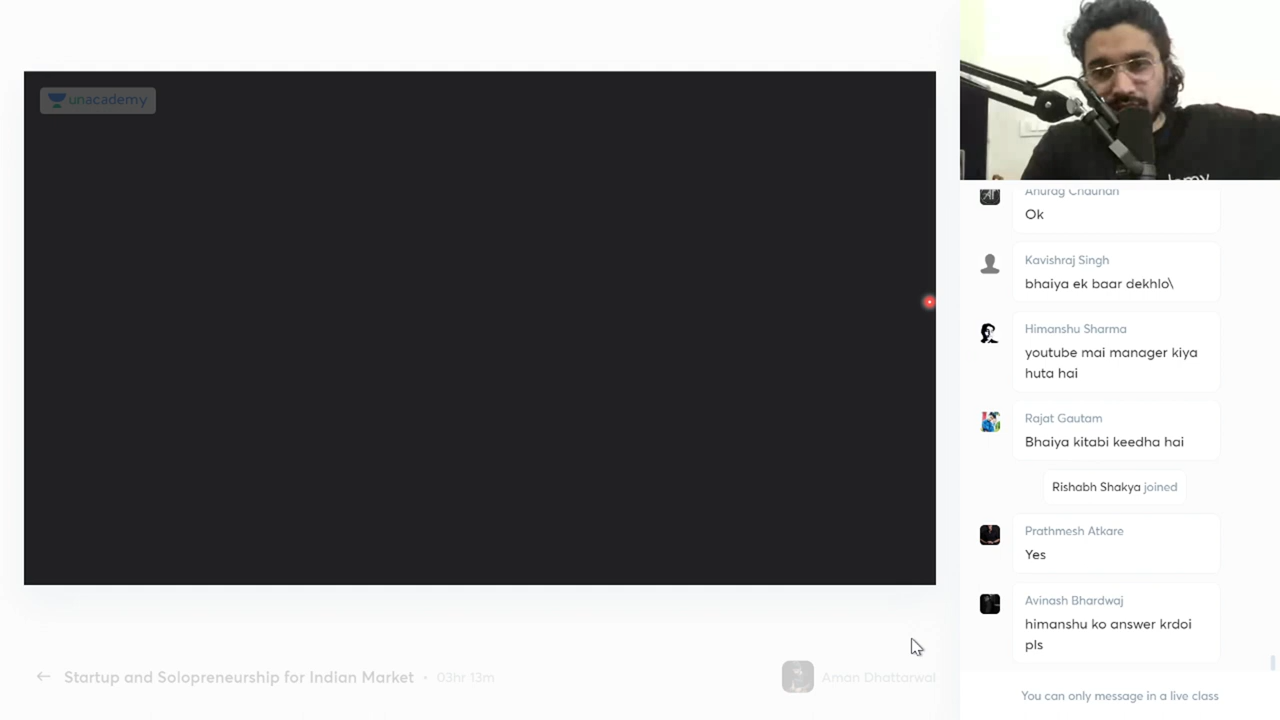 unacademy
Anurag Chauhan
Ok
Kavishraj Singh
bhaiya ek baar dekhlo\
Himanshu Sharma
youtube mai manager kiya
huta hai
Rajat Gautam
Bhaiya kitabi keedha hai
Rishabh Shakya joined
Prathmesh Atkare
Yes
Avinash Bhardwaj
himanshu ko answer krdoi
pls
You can only message in a live class
← Startup and Solopreneurship for Indian Market • 03hr 13m
Aman Dhattarwal